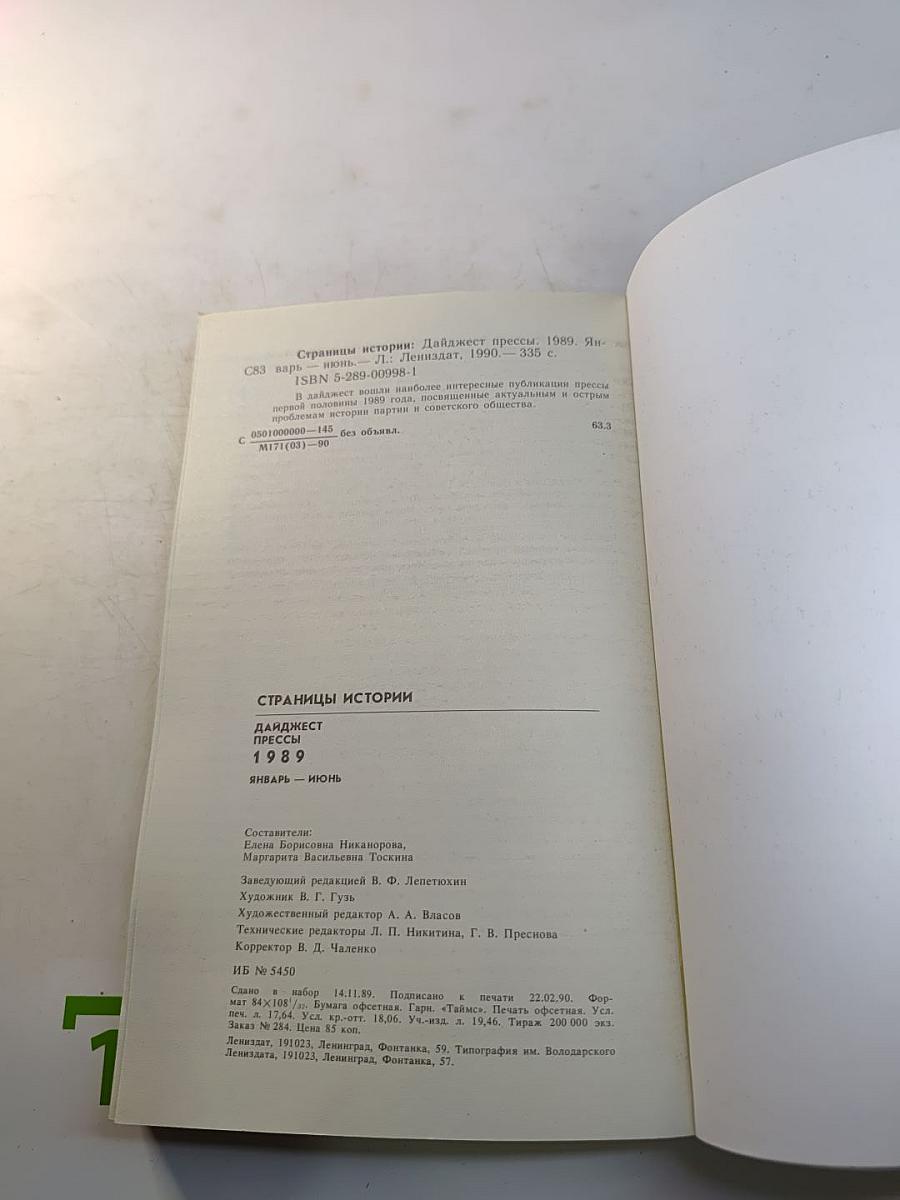 Страницы истории: Дайджест прессы. 1989. Ян-
С83 варь — июнь.— Л.: Лениздат, 1990.— 335 с.
ISBN 5-289-00998-1
В дайджест вошли наиболее интересные публикации прессы
первой половины 1989 года, посвященные актуальным и острым
проблемам истории партии и советского общества.
С 0501000000—145 без объявл. 63.3
М171(03)—90
СТРАНИЦЫ ИСТОРИИ
ДАЙДЖЕСТ
ПРЕССЫ
1989
ЯНВАРЬ — ИЮНЬ
Составители:
Елена Борисовна Никанорова,
Маргарита Васильевна Тоскина
Заведующий редакцией В. Ф. Лепетюхин
Художник В. Г. Гузь
Художественный редактор А. А. Власов
Технические редакторы Л. П. Никитина, Г. В. Преснова
Корректор В. Д. Чаленко
ИБ № 5450
Сдано в набор 14.11.89. Подписано к печати 22.02.90. Фор-
мат 84×108¹/₃₂. Бумага офсетная. Гарн. «Таймс». Печать офсетная. Усл.
печ. л. 17,64. Усл. кр.-отт. 18,06. Уч.-изд. л. 19,46. Тираж 200 000 экз.
Заказ № 284. Цена 85 коп.
Лениздат, 191023, Ленинград, Фонтанка, 59. Типография им. Володарского
Лениздата, 191023, Ленинград, Фонтанка, 57.
1